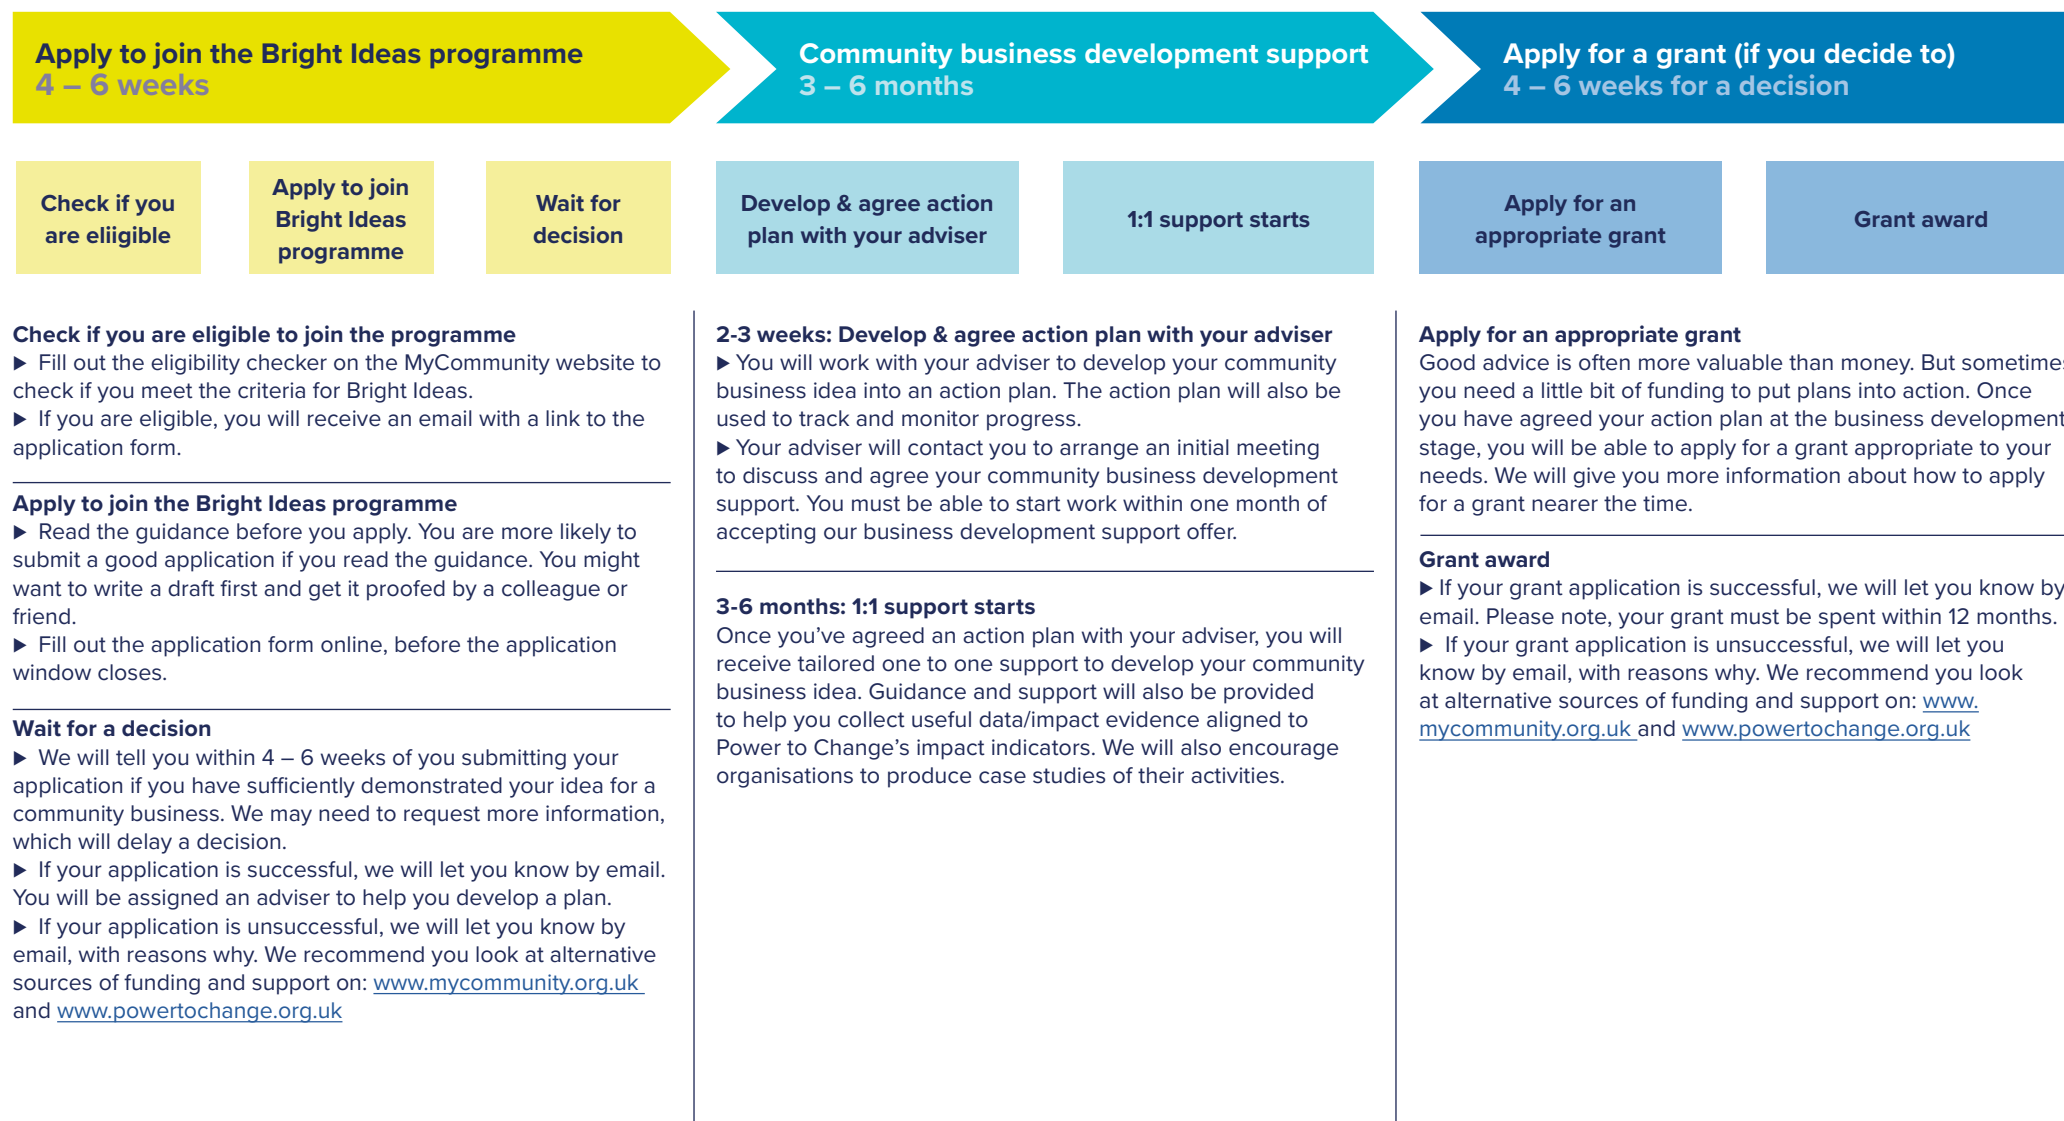 Apply to join the Bright Ideas programme
4 – 6 weeks
Community business development support
3 – 6 months
Apply for a grant (if you decide to)
4 – 6 weeks for a decision
Check if you
are eliigible
Apply to join
Bright Ideas
programme
Wait for
decision
Develop & agree action
plan with your adviser
1:1 support starts
Apply for an
appropriate grant
Grant award
Check if you are eligible to join the programme
▶ Fill out the eligibility checker on the MyCommunity website to
check if you meet the criteria for Bright Ideas.
▶ If you are eligible, you will receive an email with a link to the
application form.
Apply to join the Bright Ideas programme
▶ Read the guidance before you apply. You are more likely to
submit a good application if you read the guidance. You might
want to write a draft first and get it proofed by a colleague or
friend.
▶ Fill out the application form online, before the application
window closes.
Wait for a decision
▶ We will tell you within 4 – 6 weeks of you submitting your
application if you have sufficiently demonstrated your idea for a
community business. We may need to request more information,
which will delay a decision.
▶ If your application is successful, we will let you know by email.
You will be assigned an adviser to help you develop a plan.
▶ If your application is unsuccessful, we will let you know by
email, with reasons why. We recommend you look at alternative
sources of funding and support on: www.mycommunity.org.uk
and www.powertochange.org.uk
2-3 weeks: Develop & agree action plan with your adviser
▶ You will work with your adviser to develop your community
business idea into an action plan. The action plan will also be
used to track and monitor progress.
▶ Your adviser will contact you to arrange an initial meeting
to discuss and agree your community business development
support. You must be able to start work within one month of
accepting our business development support offer.
3-6 months: 1:1 support starts
Once you’ve agreed an action plan with your adviser, you will
receive tailored one to one support to develop your community
business idea. Guidance and support will also be provided
to help you collect useful data/impact evidence aligned to
Power to Change’s impact indicators. We will also encourage
organisations to produce case studies of their activities.
Apply for an appropriate grant
Good advice is often more valuable than money. But sometimes
you need a little bit of funding to put plans into action. Once
you have agreed your action plan at the business development
stage, you will be able to apply for a grant appropriate to your
needs. We will give you more information about how to apply
for a grant nearer the time.
Grant award
▶ If your grant application is successful, we will let you know by
email. Please note, your grant must be spent within 12 months.
▶ If your grant application is unsuccessful, we will let you
know by email, with reasons why. We recommend you look
at alternative sources of funding and support on: www.
mycommunity.org.uk and www.powertochange.org.uk